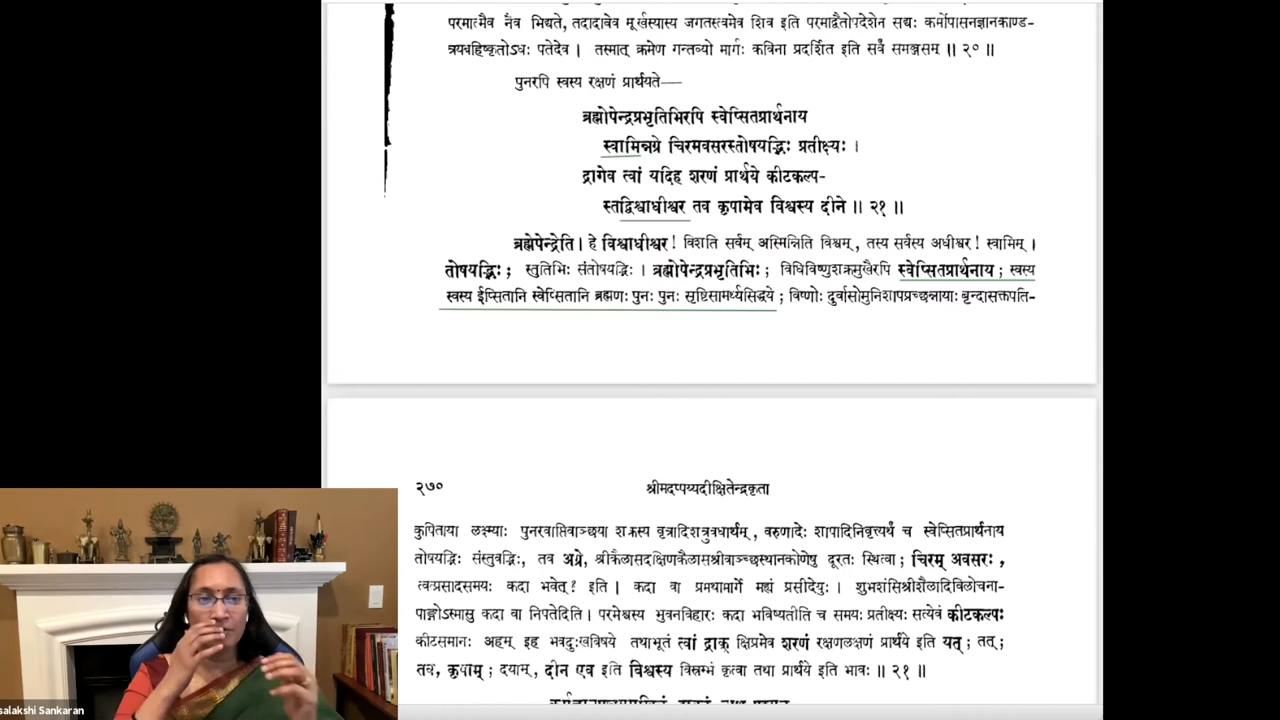 परमात्मैव नैव भिद्यते, तदादावेव मूर्खस्यास्य जगतस्त्वमेव शिव इति परमाद्वैतोपदेशेन सद्यः कर्मोपासनज्ञानकाण्ड-
त्रयबहिष्कृतोऽधः पतेदेव । तस्मात् क्रमेण गन्तव्यो मार्गः कविना प्रदर्शित इति सर्वं समञ्जसम् ॥ २० ॥
पुनरपि स्वस्य रक्षणं प्रार्थयते—
ब्रह्मोपेन्द्रप्रभृतिभिरपि स्वेप्सितप्रार्थनाय
स्वामिन्नग्रे चिरमवसरस्तोषयद्भिः प्रतीक्ष्यः ।
द्रागेव त्वां यदिह शरणं प्रार्थये कीटकल्प-
स्तद्विश्वाधीश्वर तव कृपामेव विश्वस्य दीने ॥ २१ ॥
ब्रह्मेपेन्द्रेति । हे विश्वाधीश्वर ! विशति सर्वम् अस्मिन्निति विश्वम् , तस्य सर्वस्य अधीश्वर ! स्वामिम् ।
तोषयद्भिः ; स्तुतिभिः संतोषयद्भिः । ब्रह्मोपेन्द्रप्रभृतिभिः ; विधिविष्णुशक्रमुखैरपि स्वेप्सितप्रार्थनाय ; स्वस्य
स्वस्य ईप्सितानि स्वेप्सितानि ब्रह्मणः पुनः पुनः सृष्टिसामर्थ्यसिद्धये ; विष्णोः दुर्वासोमुनिशापप्रच्छन्नायाः बृन्दासक्तपति-
२७०
श्रीमदप्पय्यदीक्षितेन्द्रकृता
कुपिताया लक्ष्म्याः पुनरवाप्तिवाञ्छया शक्रस्य वृत्रादिशत्रुवधार्थम् , वरुणादेः शापादिनिवृत्त्यर्थं च स्वेप्सितप्रार्थनाय
तोषयद्भिः संस्तुवद्भिः, तव अग्रे, श्रीकैलासदक्षिणकैलासश्रीवाञ्छस्थानकोणेषु दूरतः स्थित्वा ; चिरम् अवसरः ,
त्वत्प्रसादसमयः कदा भवेत् ? इति । कदा वा प्रमथामार्गे मह्यं प्रसीदेयुः । शुभशंसिश्रीशैलादिविलोचना-
पाङ्गोऽस्मासु कदा वा निपतेदिति । परमेश्वस्य भुवनविहारः कदा भविष्यतीति च समयः प्रतीक्ष्यः सत्येवं कीटकल्पः
कीटसमानः अहम् इह भवदुःखविषये तथाभूतं त्वां द्राक् क्षिप्रमेव शरणं रक्षणलक्षणं प्रार्थये इति यत् ; तत् ;
तव, कृपाम् ; दयाम् , दीन एव इति विश्वस्य विस्रम्भं कृत्वा तथा प्रार्थये इति भावः ॥ २१ ॥
salakshi Sankaran